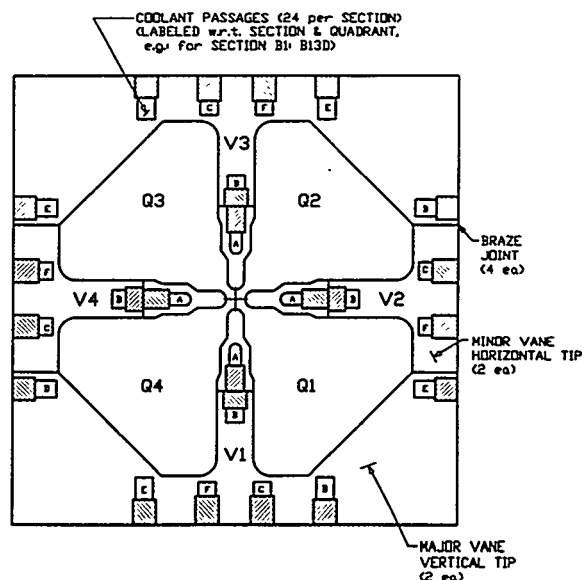 COOLANT PASSAGES (24 per SECTION)
(LABELED w.r.t. SECTION & QUADRANT,
e.g: for SECTION B1: B13D
C
F
E
V3
Q3
Q2
B
E
D
A
BRAZE
JOINT
(4 ea)
F
C
V4
B
A
A
B
V2
C
F
MINOR VANE
HORIZONTAL TIP
(2 ea)
A
Q4
Q1
D
E
B
V1
E
F
C
D
MAJOR VANE
VERTICAL TIP
(2 ea)